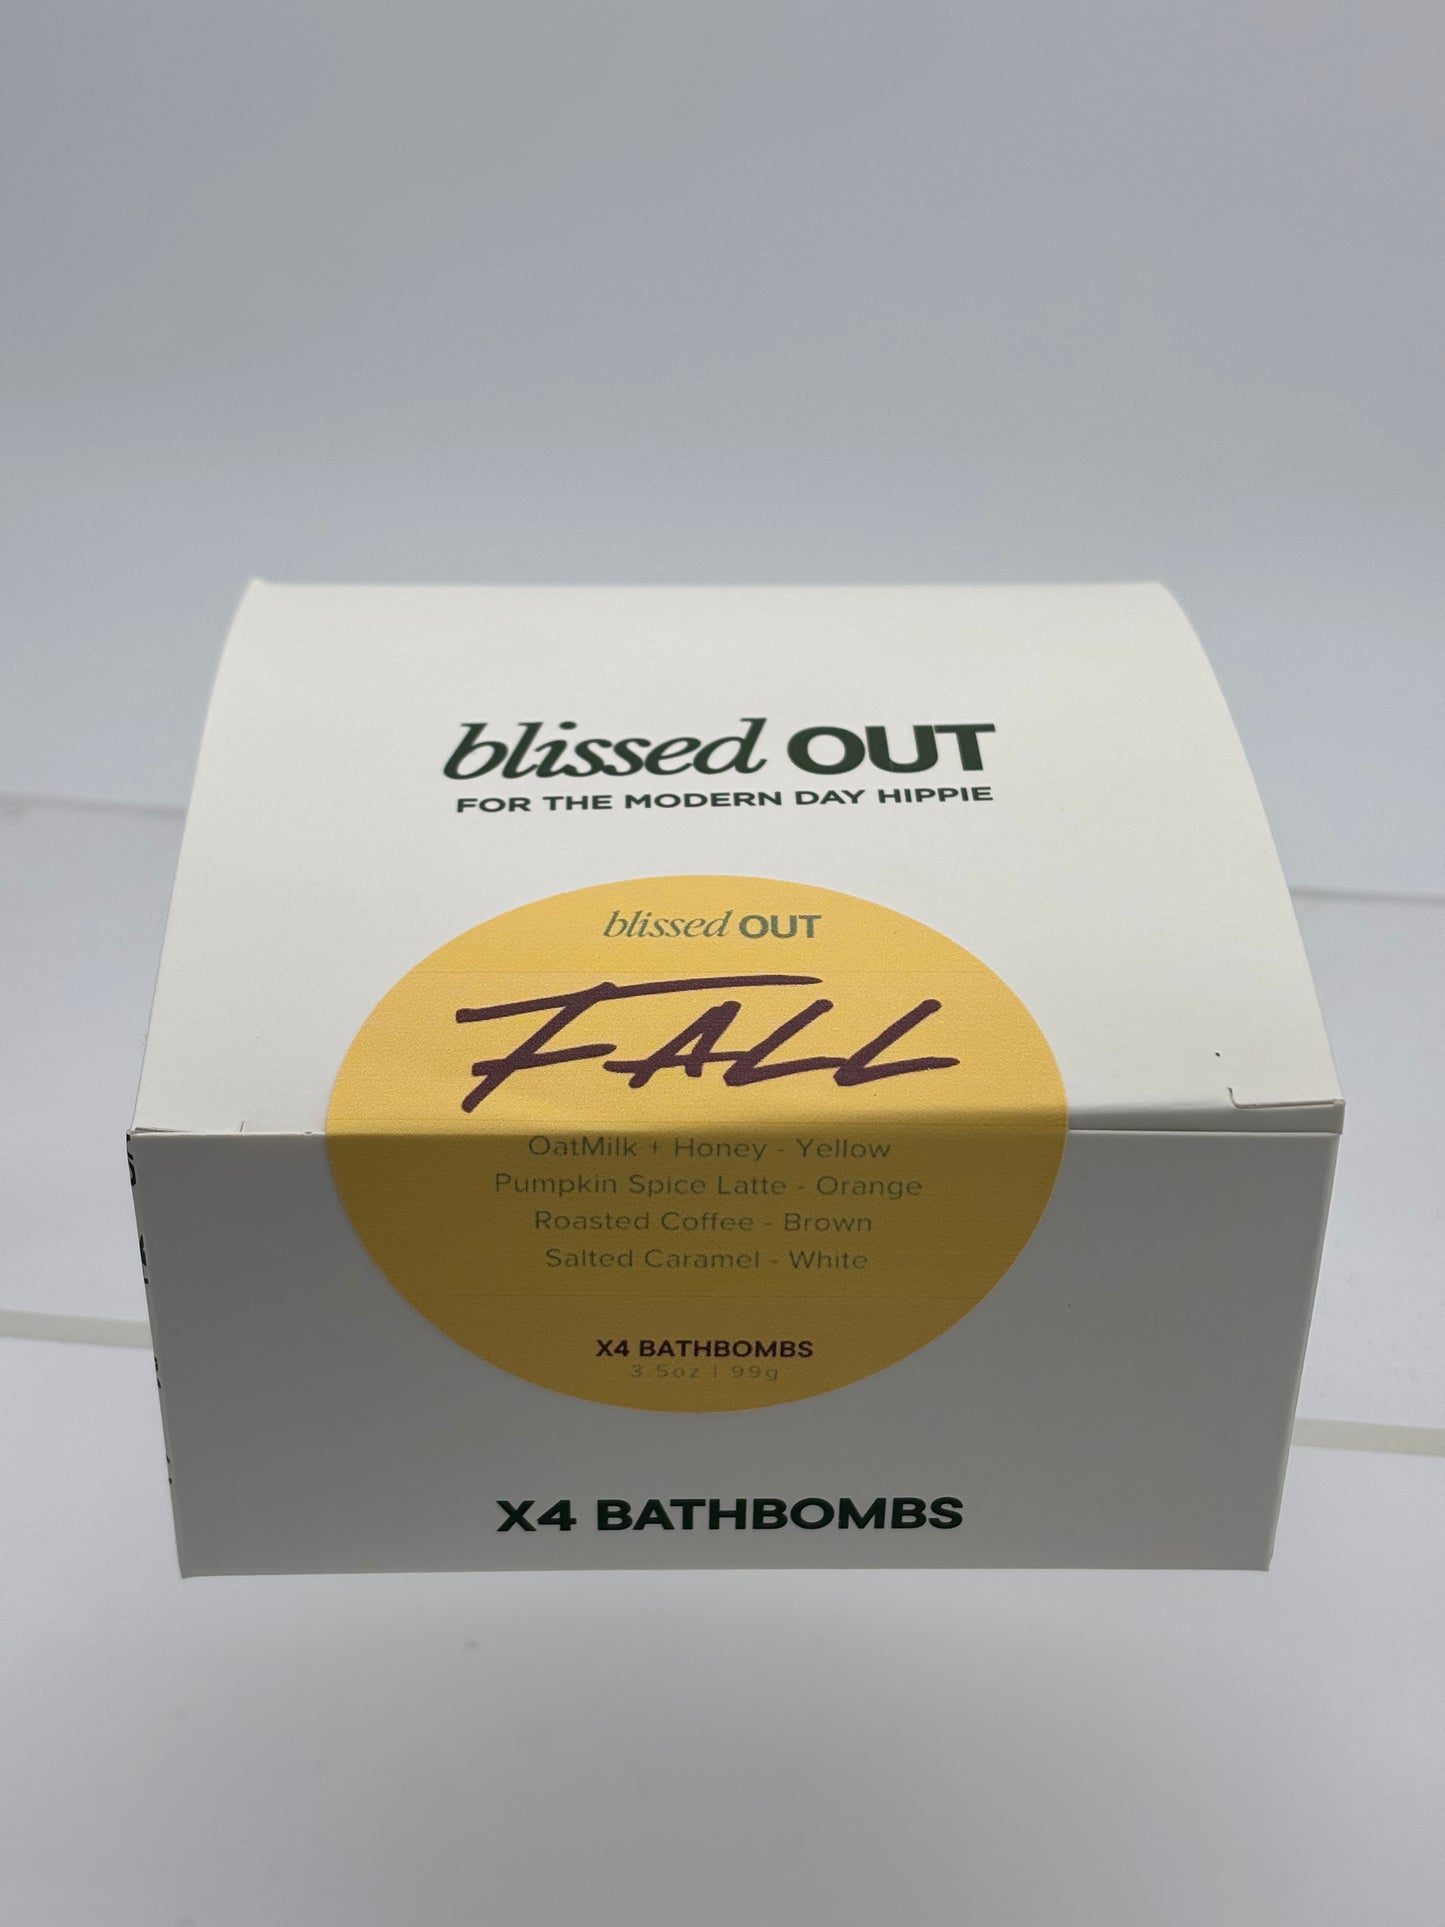 blissed OUT
FOR THE MODERN DAY HIPPIE
blissed OUT
FALL
OatMilk + Honey - Yellow
Pumpkin Spice Latte - Orange
Roasted Coffee - Brown
Salted Caramel - White
X4 BATHBOMBS
3.5oz | 99g
X4 BATHBOMBS